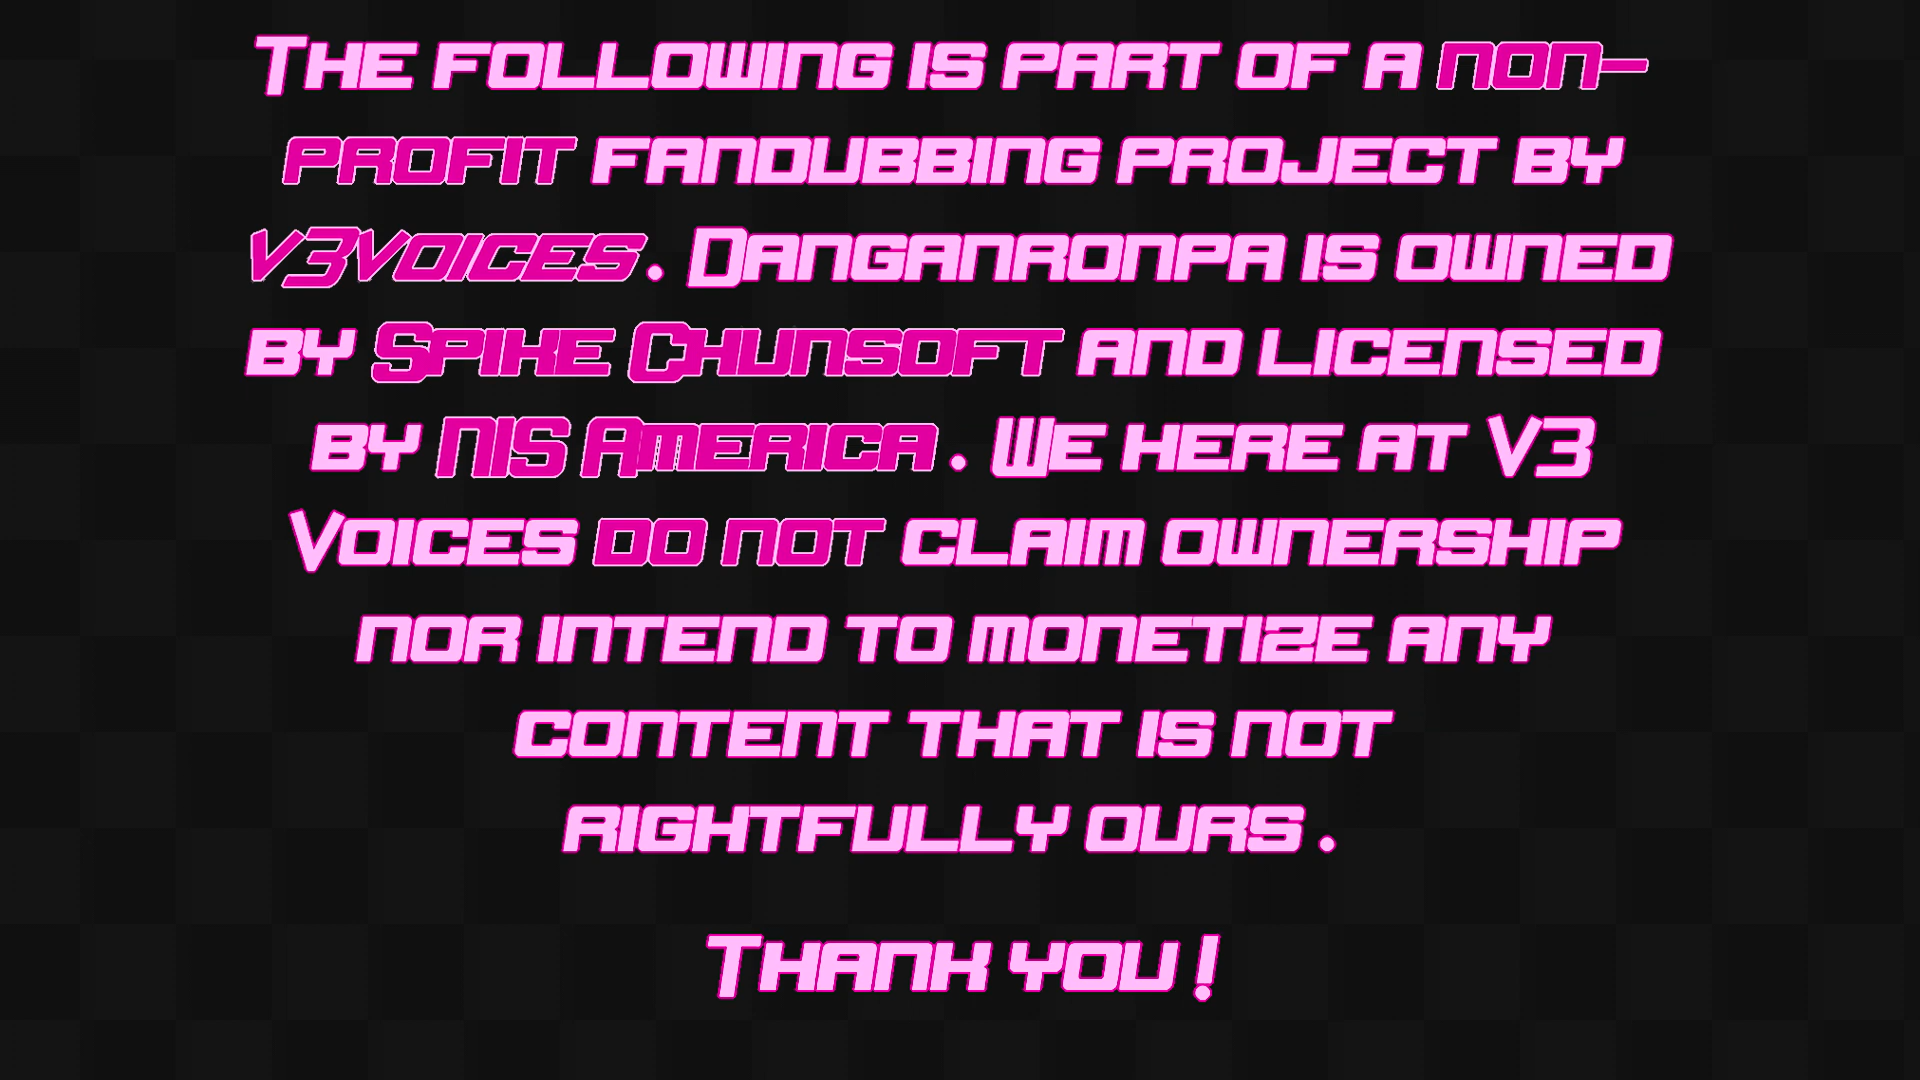 The following is part of a non-
profit fandubbing project by
v3voices. Danganronpa is owned
by Spike Chunsoft and licensed
by NIS America. We here at V3
Voices do not claim ownership
nor intend to monetize any
content that is not
rightfully ours.
Thank you!